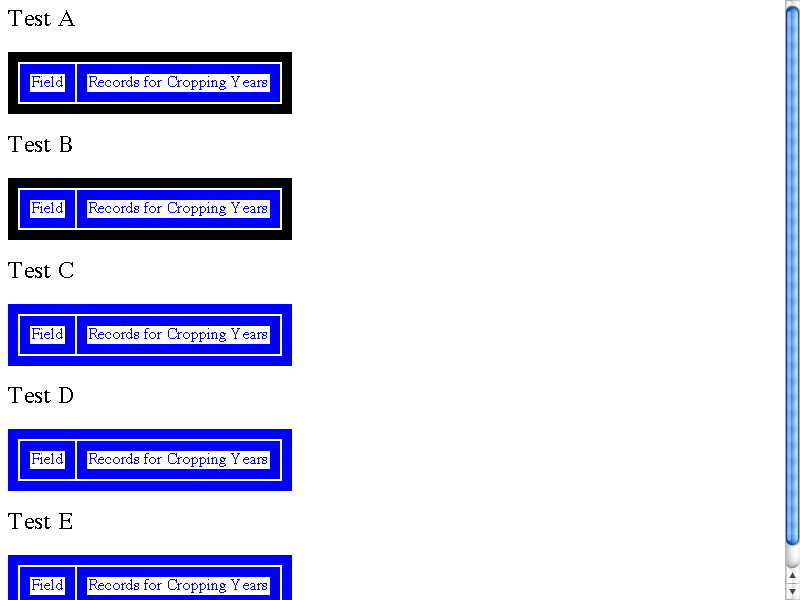 Test A
Field Records for Cropping Years
Test B
Field Records for Cropping Years
Test C
Field Records for Cropping Years
Test D
Field Records for Cropping Years
Test E
Field Records for Cropping Years